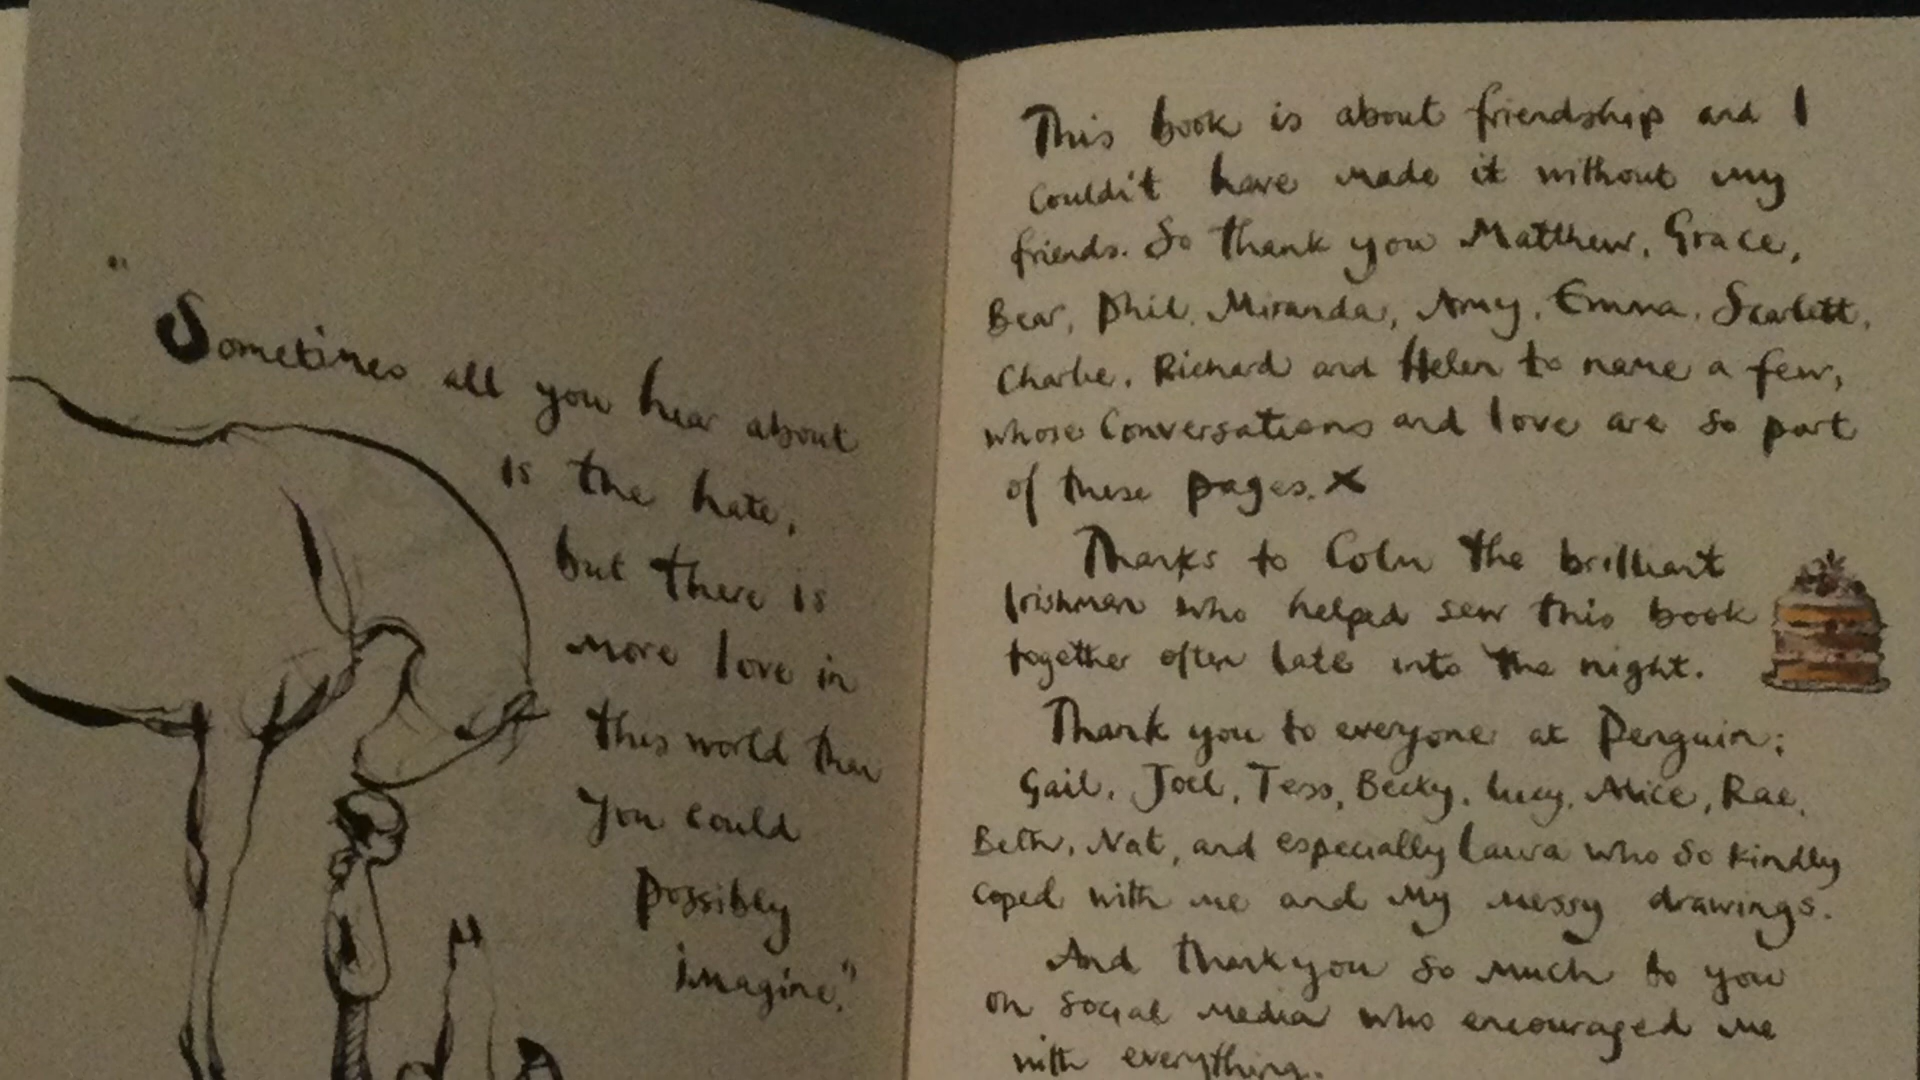 "Sometimes all you hear about
is the hate,
but there is
more love in
this world than
you could
possibly
imagine."
This book is about friendship and I
couldn't have made it without my
friends. So thank you Matthew, Grace,
Bear, Phil, Miranda, Amy, Emma, Scarlett,
Charlie, Richard and Helen to name a few,
whose conversations and love are so part
of these pages. X
Thanks to Colm the brilliant
Irishman who helped sew this book
together often late into the night.
Thank you to everyone at Penguin;
Gail, Joel, Tess, Becky, Lucy, Alice, Rae,
Beth, Nat, and especially Laura who so kindly
coped with me and my messy drawings.
And thank you so much to you
on social media who encouraged me
with everything.